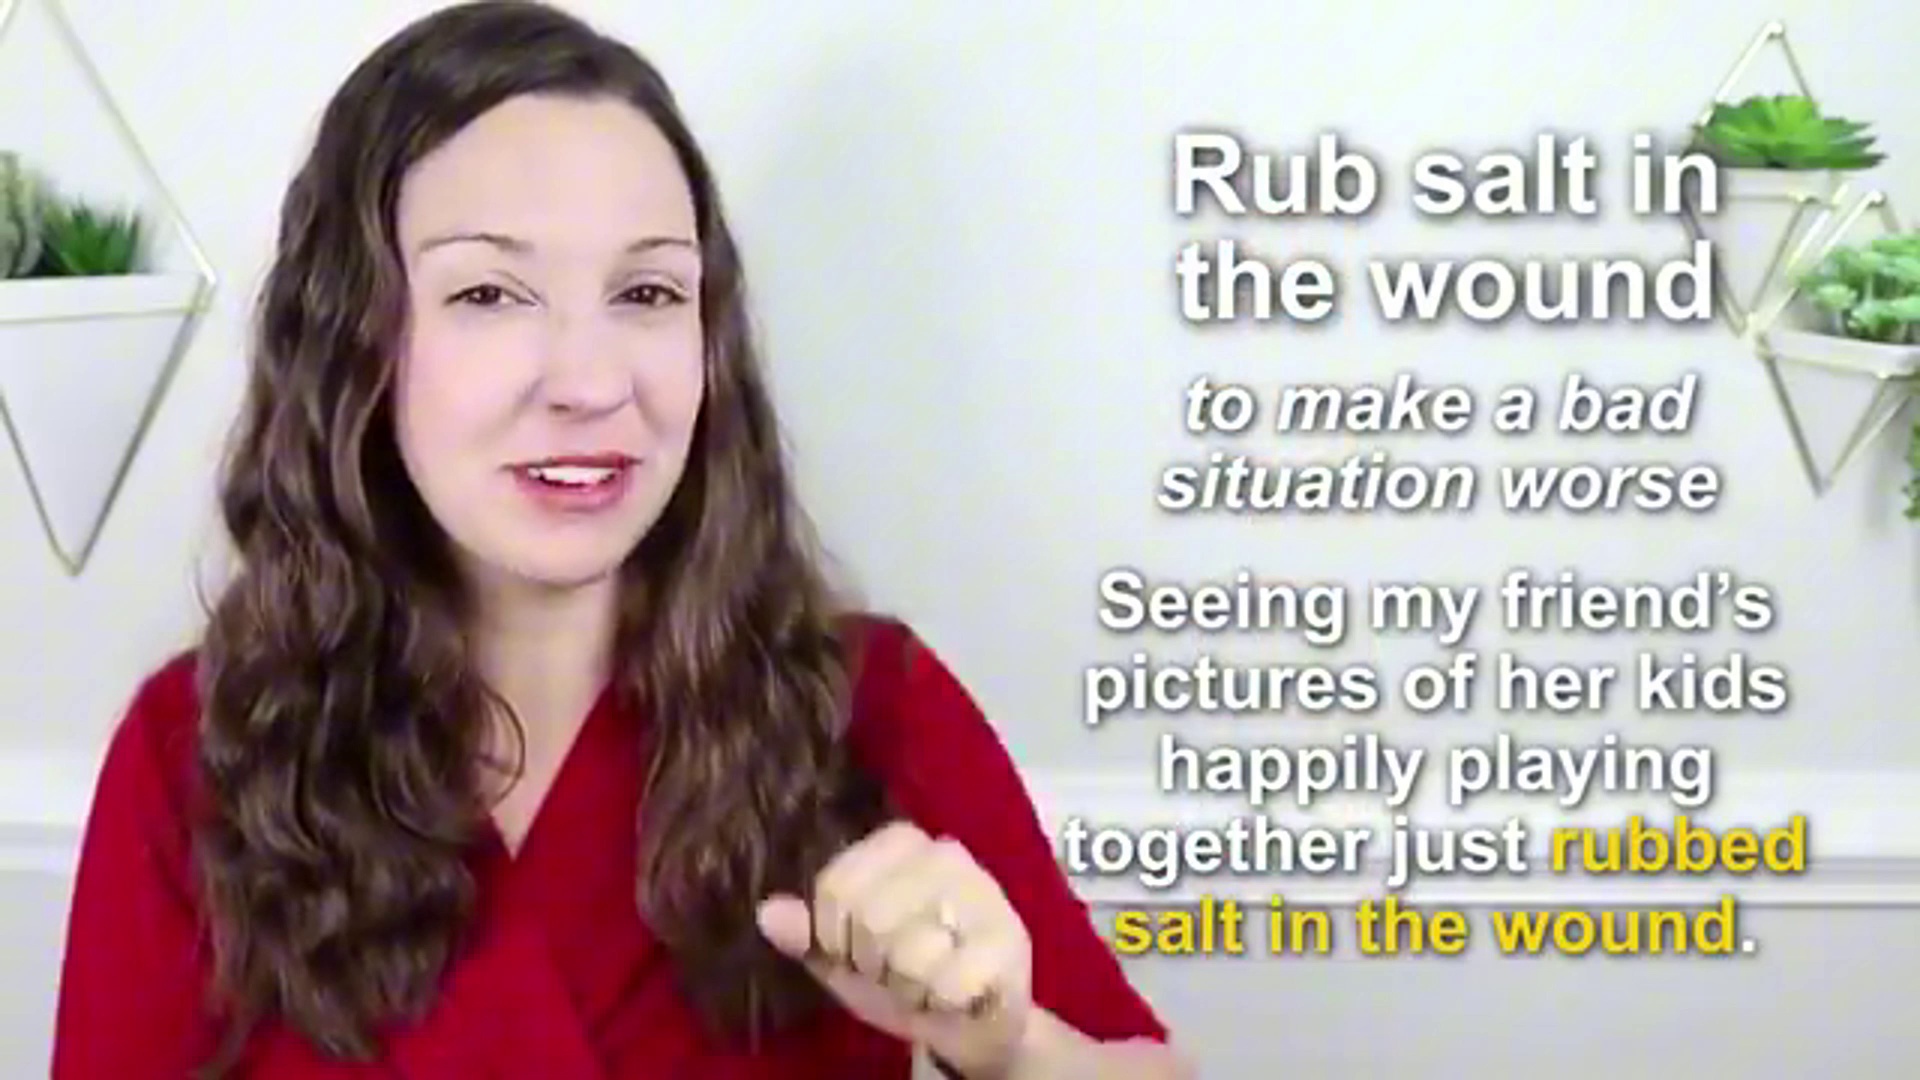 Rub salt in
the wound
to make a bad
situation worse
Seeing my friend’s
pictures of her kids
happily playing
together just rubbed
salt in the wound.